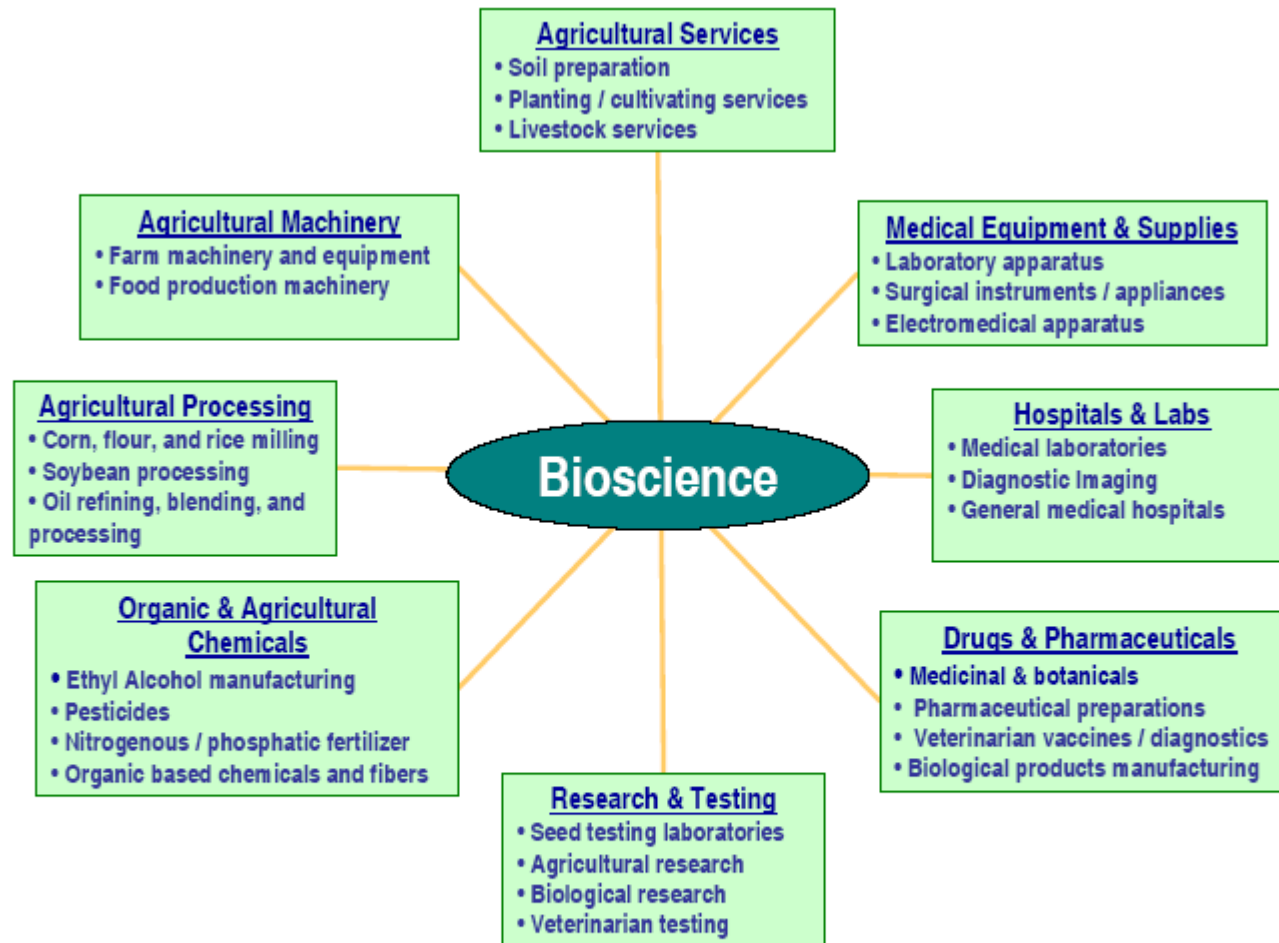 Agricultural Services
• Soil preparation
• Planting / cultivating services
• Livestock services
Agricultural Machinery
• Farm machinery and equipment
• Food production machinery
Medical Equipment & Supplies
• Laboratory apparatus
• Surgical instruments / appliances
• Electromedical apparatus
Agricultural Processing
• Corn, flour, and rice milling
• Soybean processing
• Oil refining, blending, and
processing
Bioscience
Hospitals & Labs
• Medical laboratories
• Diagnostic Imaging
• General medical hospitals
Organic & Agricultural
Chemicals
• Ethyl Alcohol manufacturing
• Pesticides
• Nitrogenous / phosphatic fertilizer
• Organic based chemicals and fibers
Drugs & Pharmaceuticals
• Medicinal & botanicals
• Pharmaceutical preparations
• Veterinarian vaccines / diagnostics
• Biological products manufacturing
Research & Testing
• Seed testing laboratories
• Agricultural research
• Biological research
• Veterinarian testing